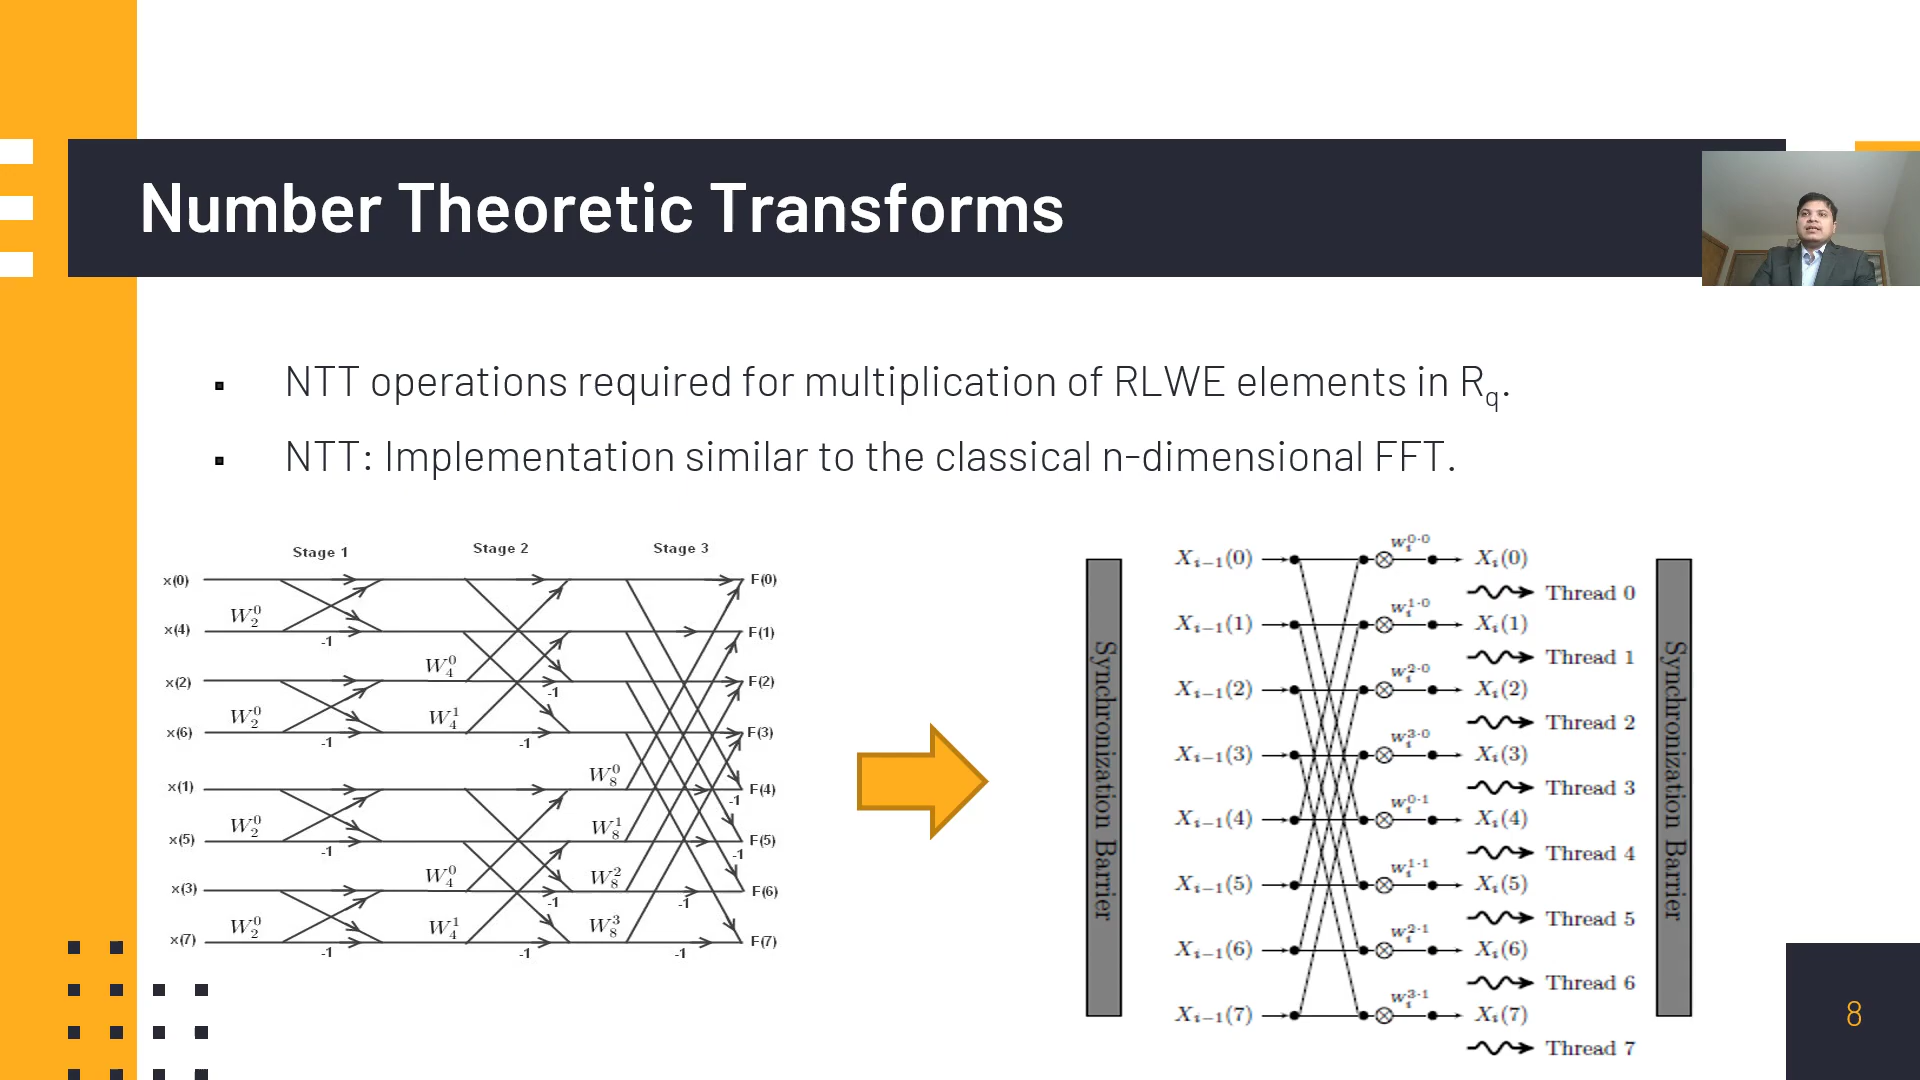 Number Theoretic Transforms
▪ NTT operations required for multiplication of RLWE elements in R_q.
▪ NTT: Implementation similar to the classical n-dimensional FFT.
Stage 1 Stage 2 Stage 3
x(0) F(0)
W_2^0
x(4) -1 F(1)
W_4^0
x(2) -1 F(2)
W_2^0 W_4^1
x(6) -1 -1 F(3)
W_8^0
x(1) F(4)
-1
W_2^0 W_8^1
x(5) -1 F(5)
-1
W_4^0 W_8^2
x(3) -1 -1 F(6)
W_2^0 W_4^1 W_8^3
x(7) -1 -1 -1 F(7)
Synchronization Barrier
w_i^{0·0}
X_{i−1}(0) X_i(0)
Thread 0
w_i^{1·0}
X_{i−1}(1) X_i(1)
Thread 1
w_i^{2·0}
X_{i−1}(2) X_i(2)
Thread 2
w_i^{3·0}
X_{i−1}(3) X_i(3)
Thread 3
w_i^{0·1}
X_{i−1}(4) X_i(4)
Thread 4
w_i^{1·1}
X_{i−1}(5) X_i(5)
Thread 5
w_i^{2·1}
X_{i−1}(6) X_i(6)
Thread 6
w_i^{3·1}
X_{i−1}(7) X_i(7)
Thread 7
Synchronization Barrier
8